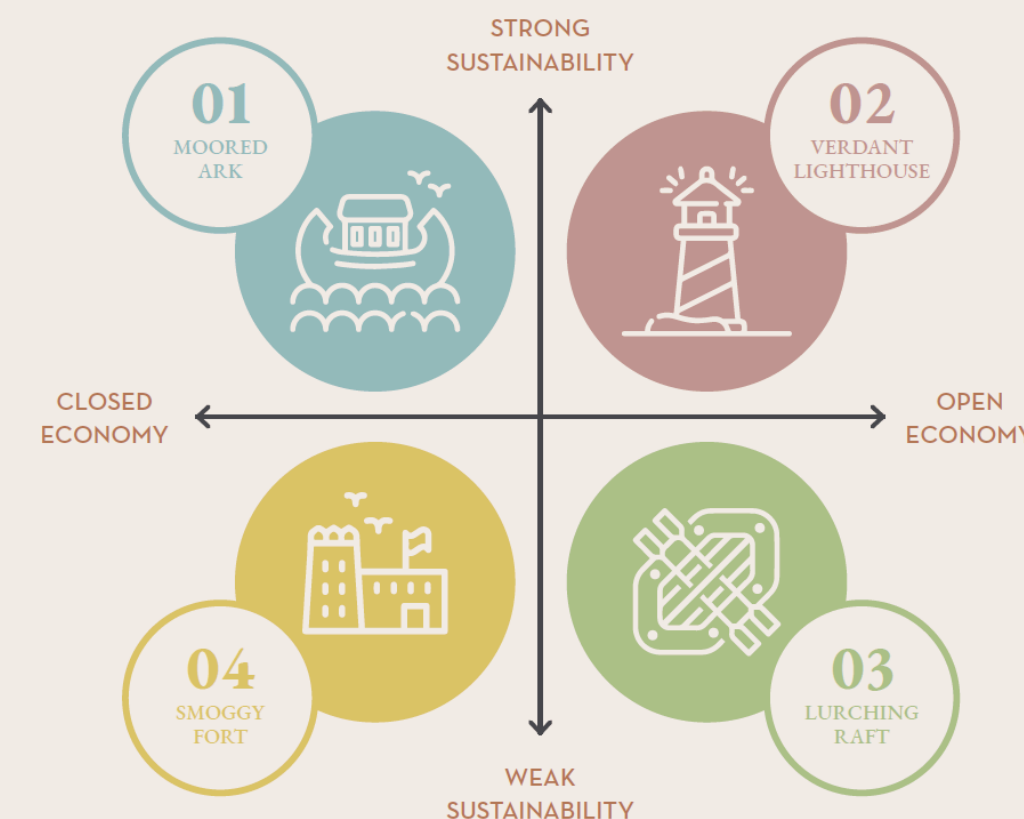 STRONG
SUSTAINABILITY
01
MOORED
ARK
02
VERDANT
LIGHTHOUSE
CLOSED
ECONOMY
OPEN
ECONOMY
04
SMOGGY
FORT
03
LURCHING
RAFT
WEAK
SUSTAINABILITY